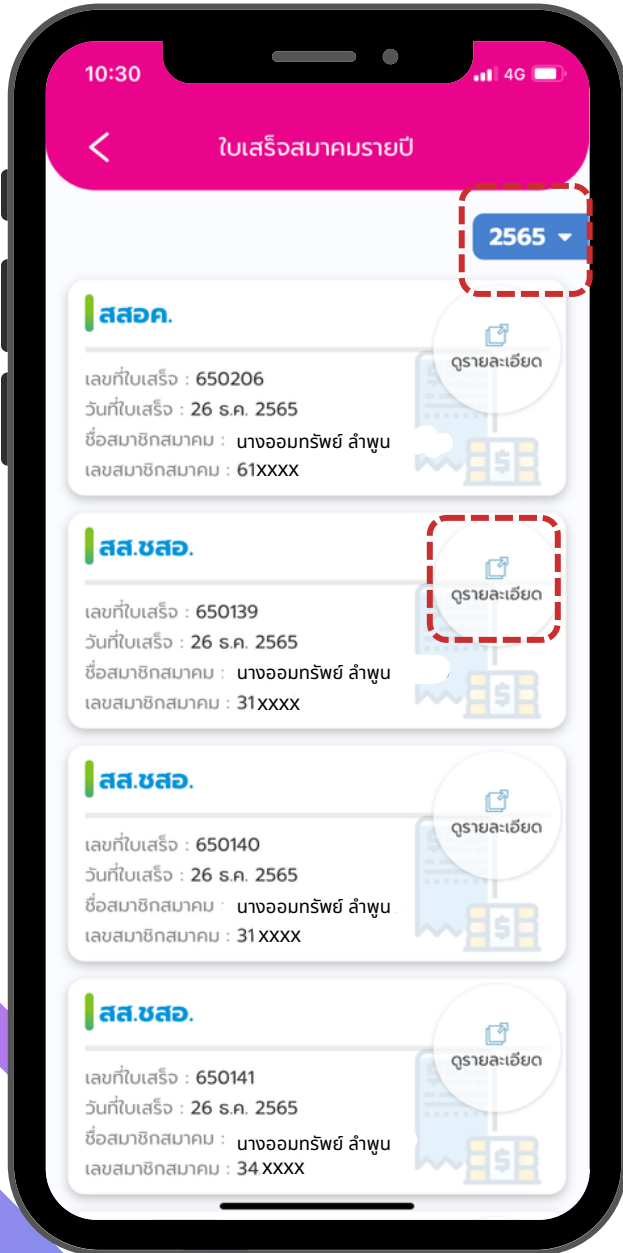 10:30
4G
ใบเสร็จสมาคมรายปี
2565
สสอค.
ดูรายละเอียด
เลขที่ใบเสร็จ : 650206
วันที่ใบเสร็จ : 26 ธ.ค. 2565
ชื่อสมาชิกสมาคม : นางออมทรัพย์ ลำพูน
เลขสมาชิกสมาคม : 61xxxx
สส.ชสอ.
ดูรายละเอียด
เลขที่ใบเสร็จ : 650139
วันที่ใบเสร็จ : 26 ธ.ค. 2565
ชื่อสมาชิกสมาคม : นางออมทรัพย์ ลำพูน
เลขสมาชิกสมาคม : 31xxxx
สส.ชสอ.
ดูรายละเอียด
เลขที่ใบเสร็จ : 650140
วันที่ใบเสร็จ : 26 ธ.ค. 2565
ชื่อสมาชิกสมาคม : นางออมทรัพย์ ลำพูน
เลขสมาชิกสมาคม : 31 xxxx
สส.ชสอ.
ดูรายละเอียด
เลขที่ใบเสร็จ : 650141
วันที่ใบเสร็จ : 26 ธ.ค. 2565
ชื่อสมาชิกสมาคม : นางออมทรัพย์ ลำพูน
เลขสมาชิกสมาคม : 34 xxxx